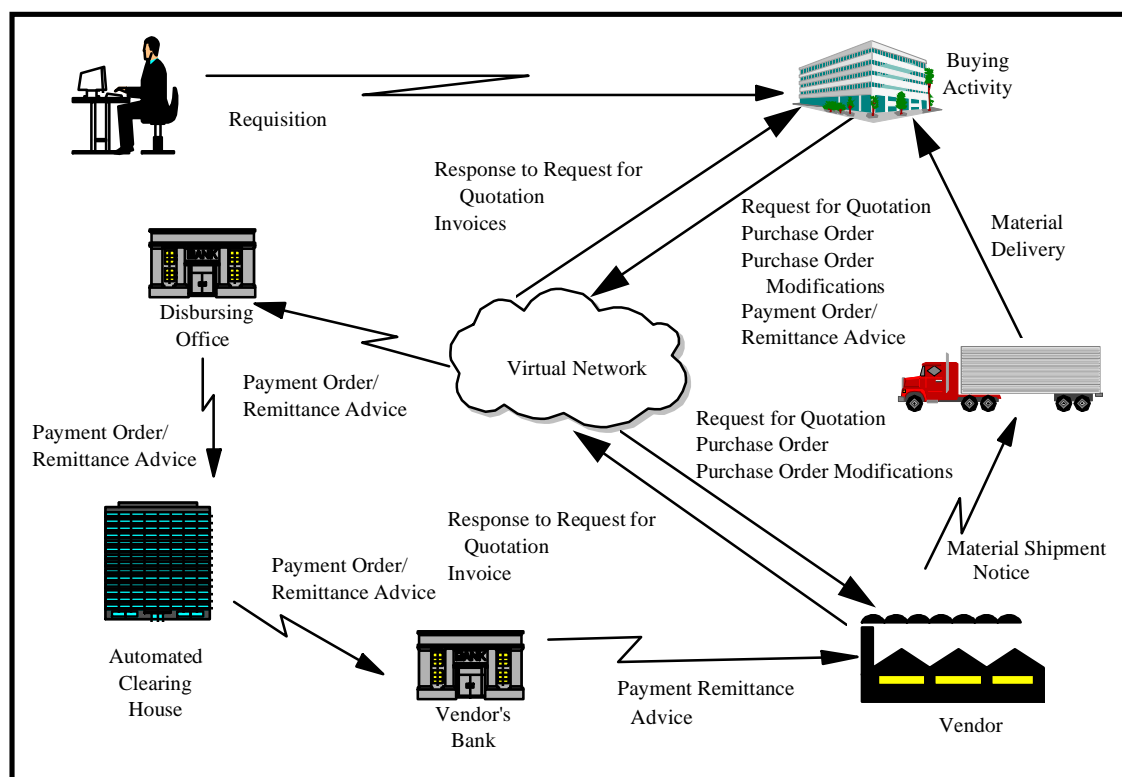 Buying
Activity
Requisition
Response to Request for
Quotation
Invoices
Request for Quotation
Purchase Order
Purchase Order
Modifications
Payment Order/
Remittance Advice
Material
Delivery
BANK
Disbursing
Office
Virtual Network
Payment Order/
Remittance Advice
Payment Order/
Remittance Advice
Request for Quotation
Purchase Order
Purchase Order Modifications
Response to Request for
Quotation
Invoice
Material Shipment
Notice
Payment Order/
Remittance Advice
Automated
Clearing
House
BANK
Vendor's
Bank
Payment Remittance
Advice
Vendor